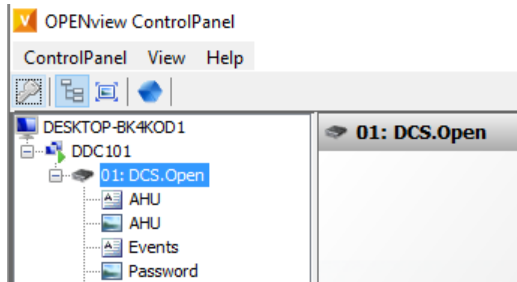 OPENview ControlPanel
ControlPanel View Help
DESKTOP-BK4KOD1
01: DCS.Open
DDC101
01: DCS.Open
AHU
AHU
Events
Password